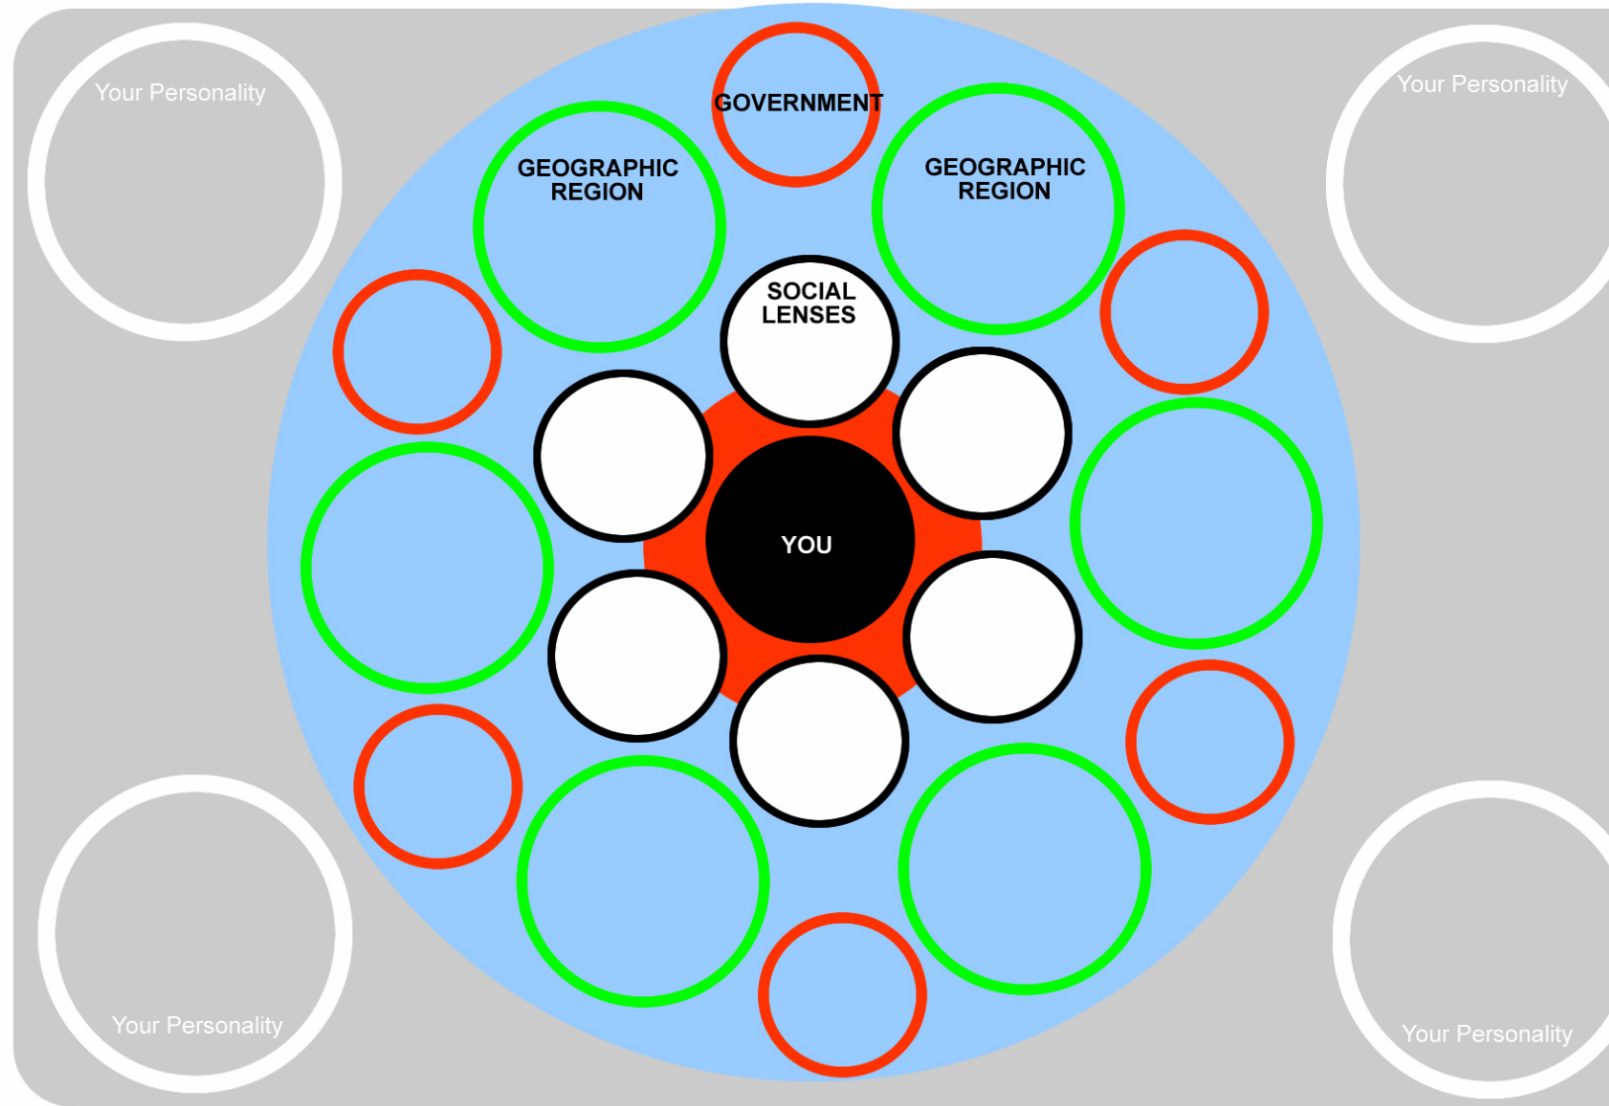 Your Personality
Your Personality
GOVERNMENT
GEOGRAPHIC
REGION
GEOGRAPHIC
REGION
SOCIAL
LENSES
YOU
Your Personality
Your Personality